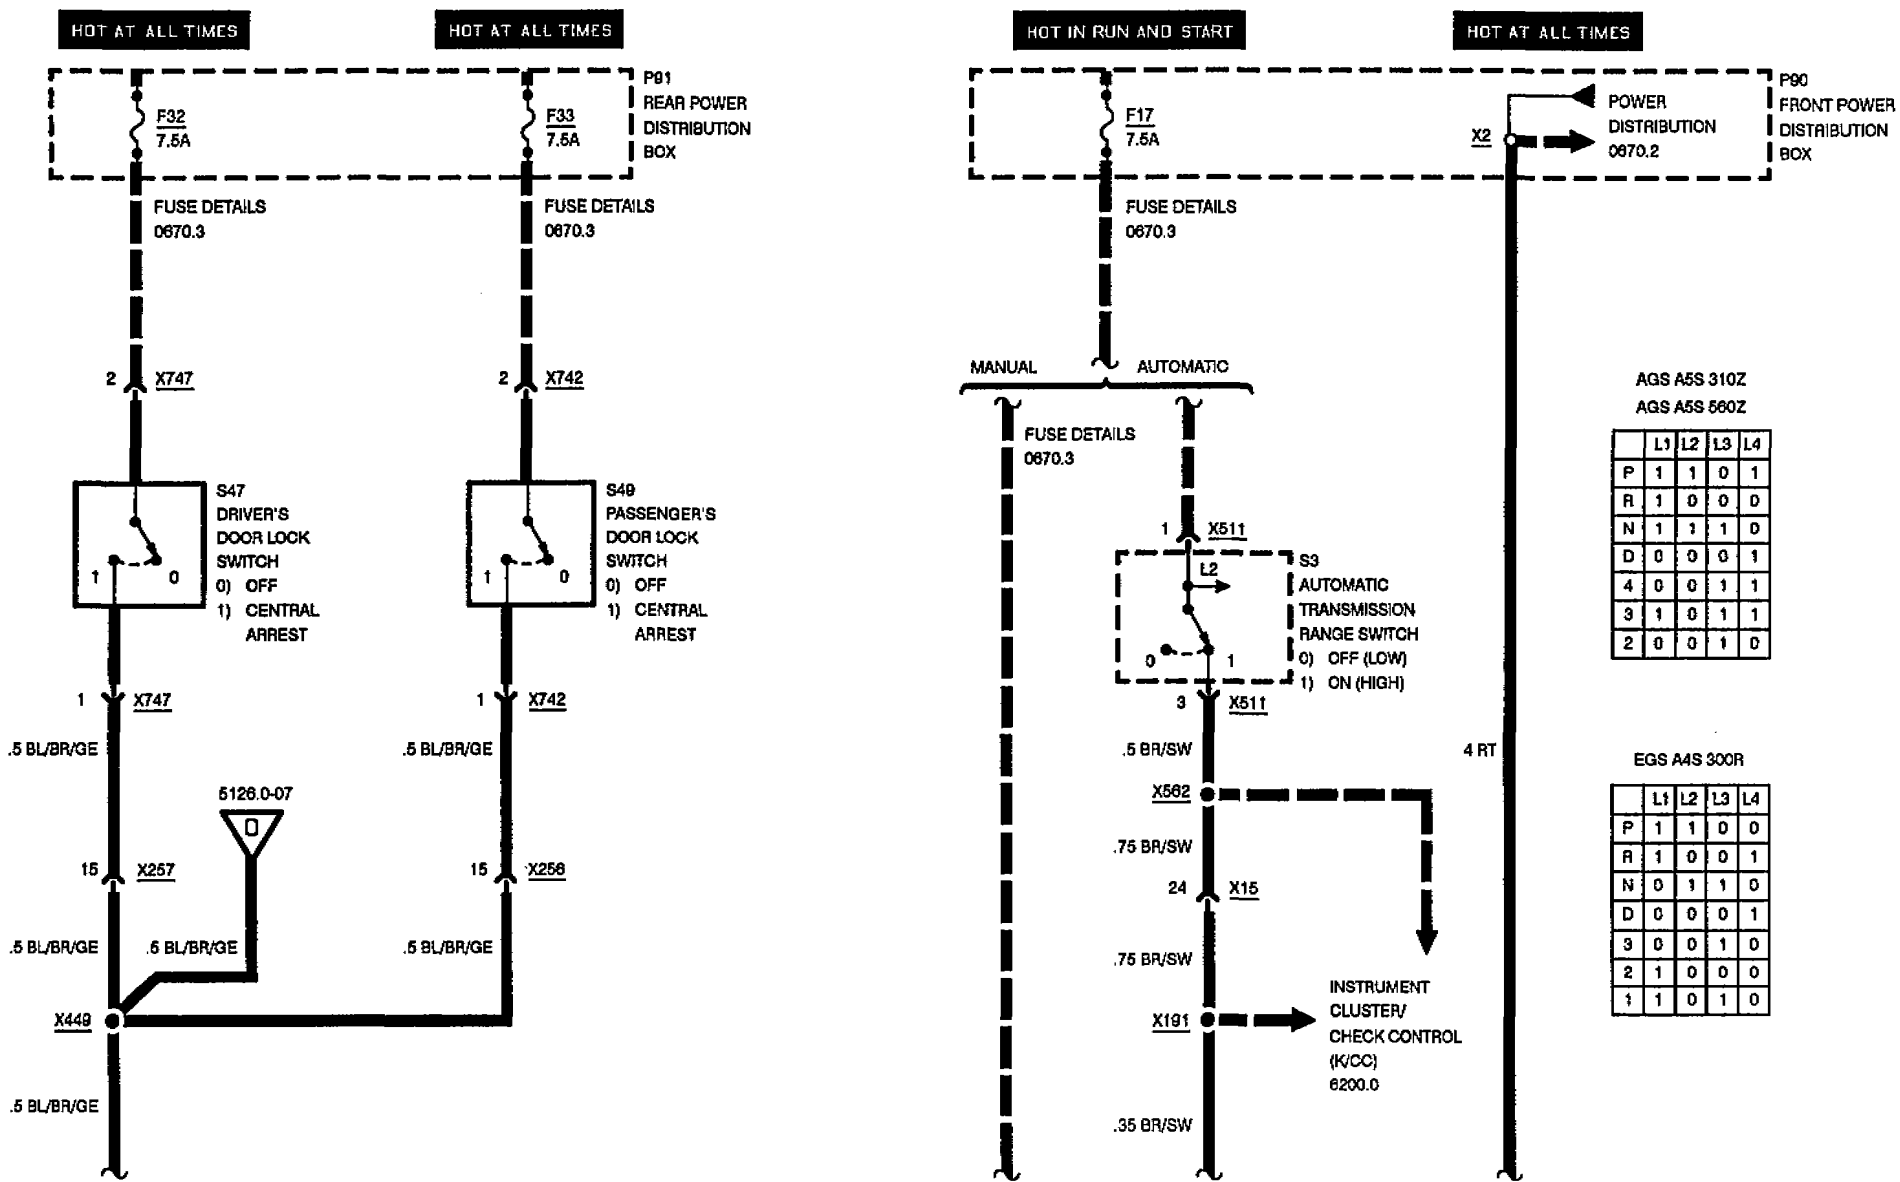 HOT AT ALL TIMES
HOT AT ALL TIMES
HOT IN RUN AND START
HOT AT ALL TIMES
F32
7.5A
F33
7.5A
P91
REAR POWER
DISTRIBUTION
BOX
F17
7.5A
X2
POWER
DISTRIBUTION
0670.2
P90
FRONT POWER
DISTRIBUTION
BOX
FUSE DETAILS
0670.3
FUSE DETAILS
0670.3
FUSE DETAILS
0670.3
2 X747
2 X742
MANUAL
AUTOMATIC
FUSE DETAILS
0670.3
S47
DRIVER'S
DOOR LOCK
SWITCH
0) OFF
1) CENTRAL
ARREST
1 0
S49
PASSENGER'S
DOOR LOCK
SWITCH
0) OFF
1) CENTRAL
ARREST
1 0
1 X511
L2
0 1
S3
AUTOMATIC
TRANSMISSION
RANGE SWITCH
0) OFF (LOW)
1) ON (HIGH)
3 X511
1 X747
1 X742
.5 BL/BR/GE
.5 BL/BR/GE
.5 BR/SW
4 RT
5126.0-07
D
X562
.75 BR/SW
15 X257
15 X256
24 X15
.5 BL/BR/GE
.5 BL/BR/GE
.5 BL/BR/GE
.75 BR/SW
X449
X191
INSTRUMENT
CLUSTER/
CHECK CONTROL
(K/CC)
6200.0
.5 BL/BR/GE
.35 BR/SW
AGS A5S 310Z
AGS A5S 560Z
L1 L2 L3 L4
P 1 1 0 1
R 1 0 0 0
N 1 1 1 0
D 0 0 0 1
4 0 0 1 1
3 1 0 1 1
2 0 0 1 0
EGS A4S 300R
L1 L2 L3 L4
P 1 1 0 0
R 1 0 0 1
N 0 1 1 0
D 0 0 0 1
3 0 0 1 0
2 1 0 0 0
1 1 0 1 0